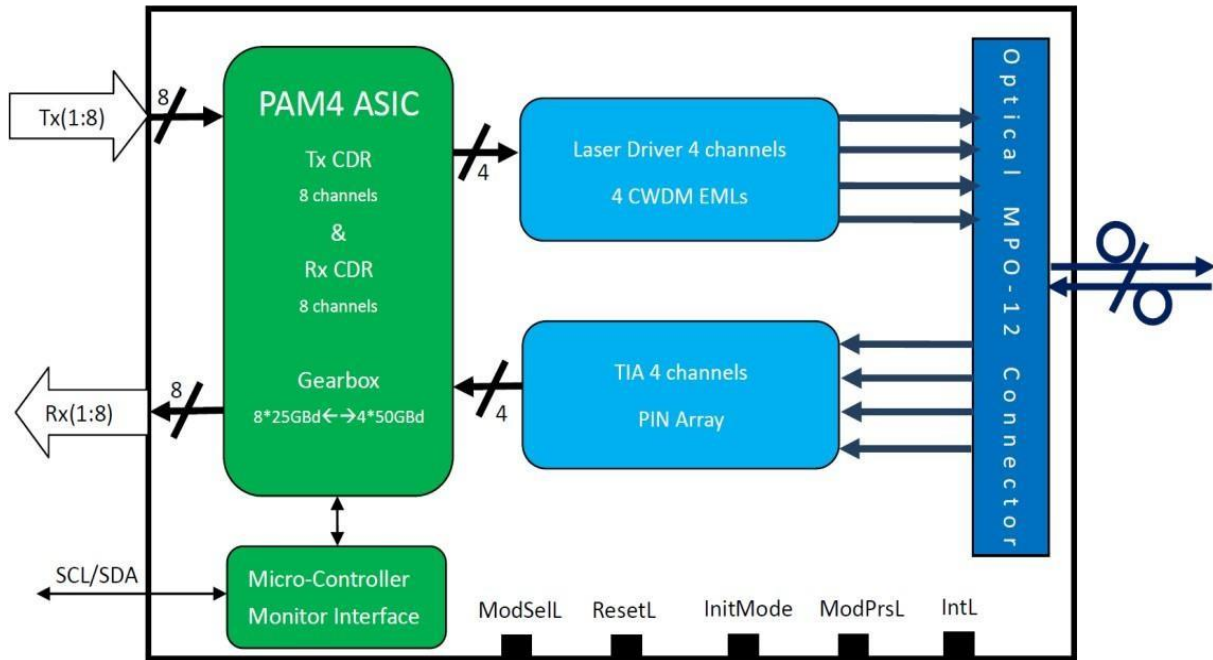 Tx(1:8)
8
PAM4 ASIC
Tx CDR
8 channels
&
Rx CDR
8 channels
Gearbox
8*25GBd←→4*50GBd
4
Laser Driver 4 channels
4 CWDM EMLs
Optical MPO-12 Connector
TIA 4 channels
PIN Array
4
8
Rx(1:8)
SCL/SDA
Micro-Controller
Monitor Interface
ModSelL
ResetL
InitMode
ModPrsL
IntL